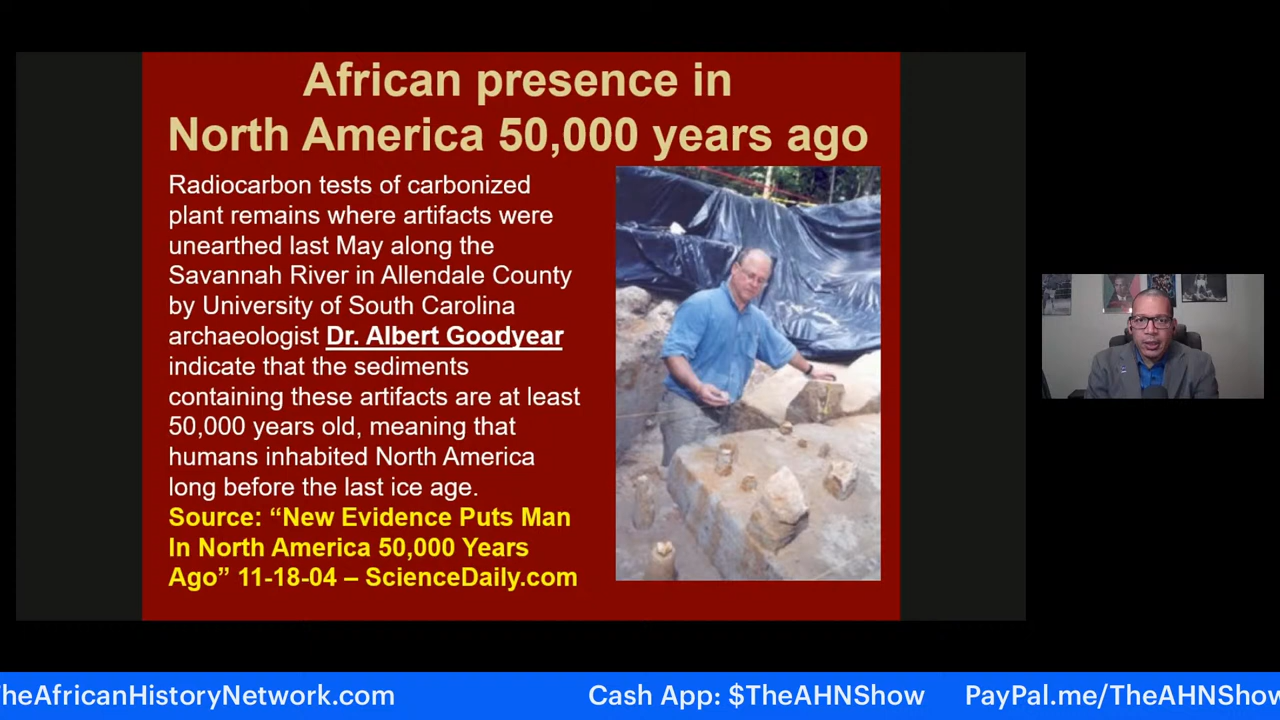 African presence in
North America 50,000 years ago
Radiocarbon tests of carbonized
plant remains where artifacts were
unearthed last May along the
Savannah River in Allendale County
by University of South Carolina
archaeologist Dr. Albert Goodyear
indicate that the sediments
containing these artifacts are at least
50,000 years old, meaning that
humans inhabited North America
long before the last ice age.
Source: “New Evidence Puts Man
In North America 50,000 Years
Ago” 11-18-04 – ScienceDaily.com
TheAfricanHistoryNetwork.com Cash App: $TheAHNShow PayPal.me/TheAHNShow